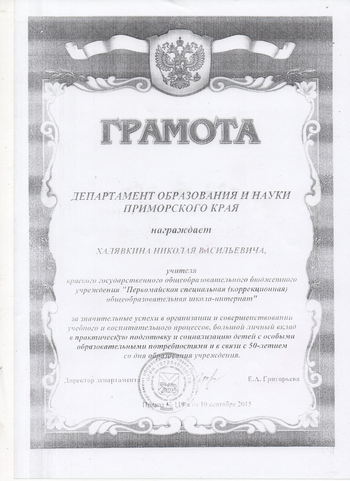 ГРАМОТА
ДЕПАРТАМЕНТ ОБРАЗОВАНИЯ И НАУКИ
ПРИМОРСКОГО КРАЯ
награждает
ХАЛЯВКИНА НИКОЛАЯ ВАСИЛЬЕВИЧА,
учителя
краевого государственного общеобразовательного бюджетного
учреждения "Первомайская специальная (коррекционная)
общеобразовательная школа-интернат"
за значительные успехи в организации и совершенствовании
учебного и воспитательного процессов, большой личный вклад
в практическую подготовку и социализацию детей с особыми
образовательными потребностями и в связи с 50-летием
со дня образования учреждения.
Директор департамента Е.А. Григорьева
Приказ 10 сентября 2015